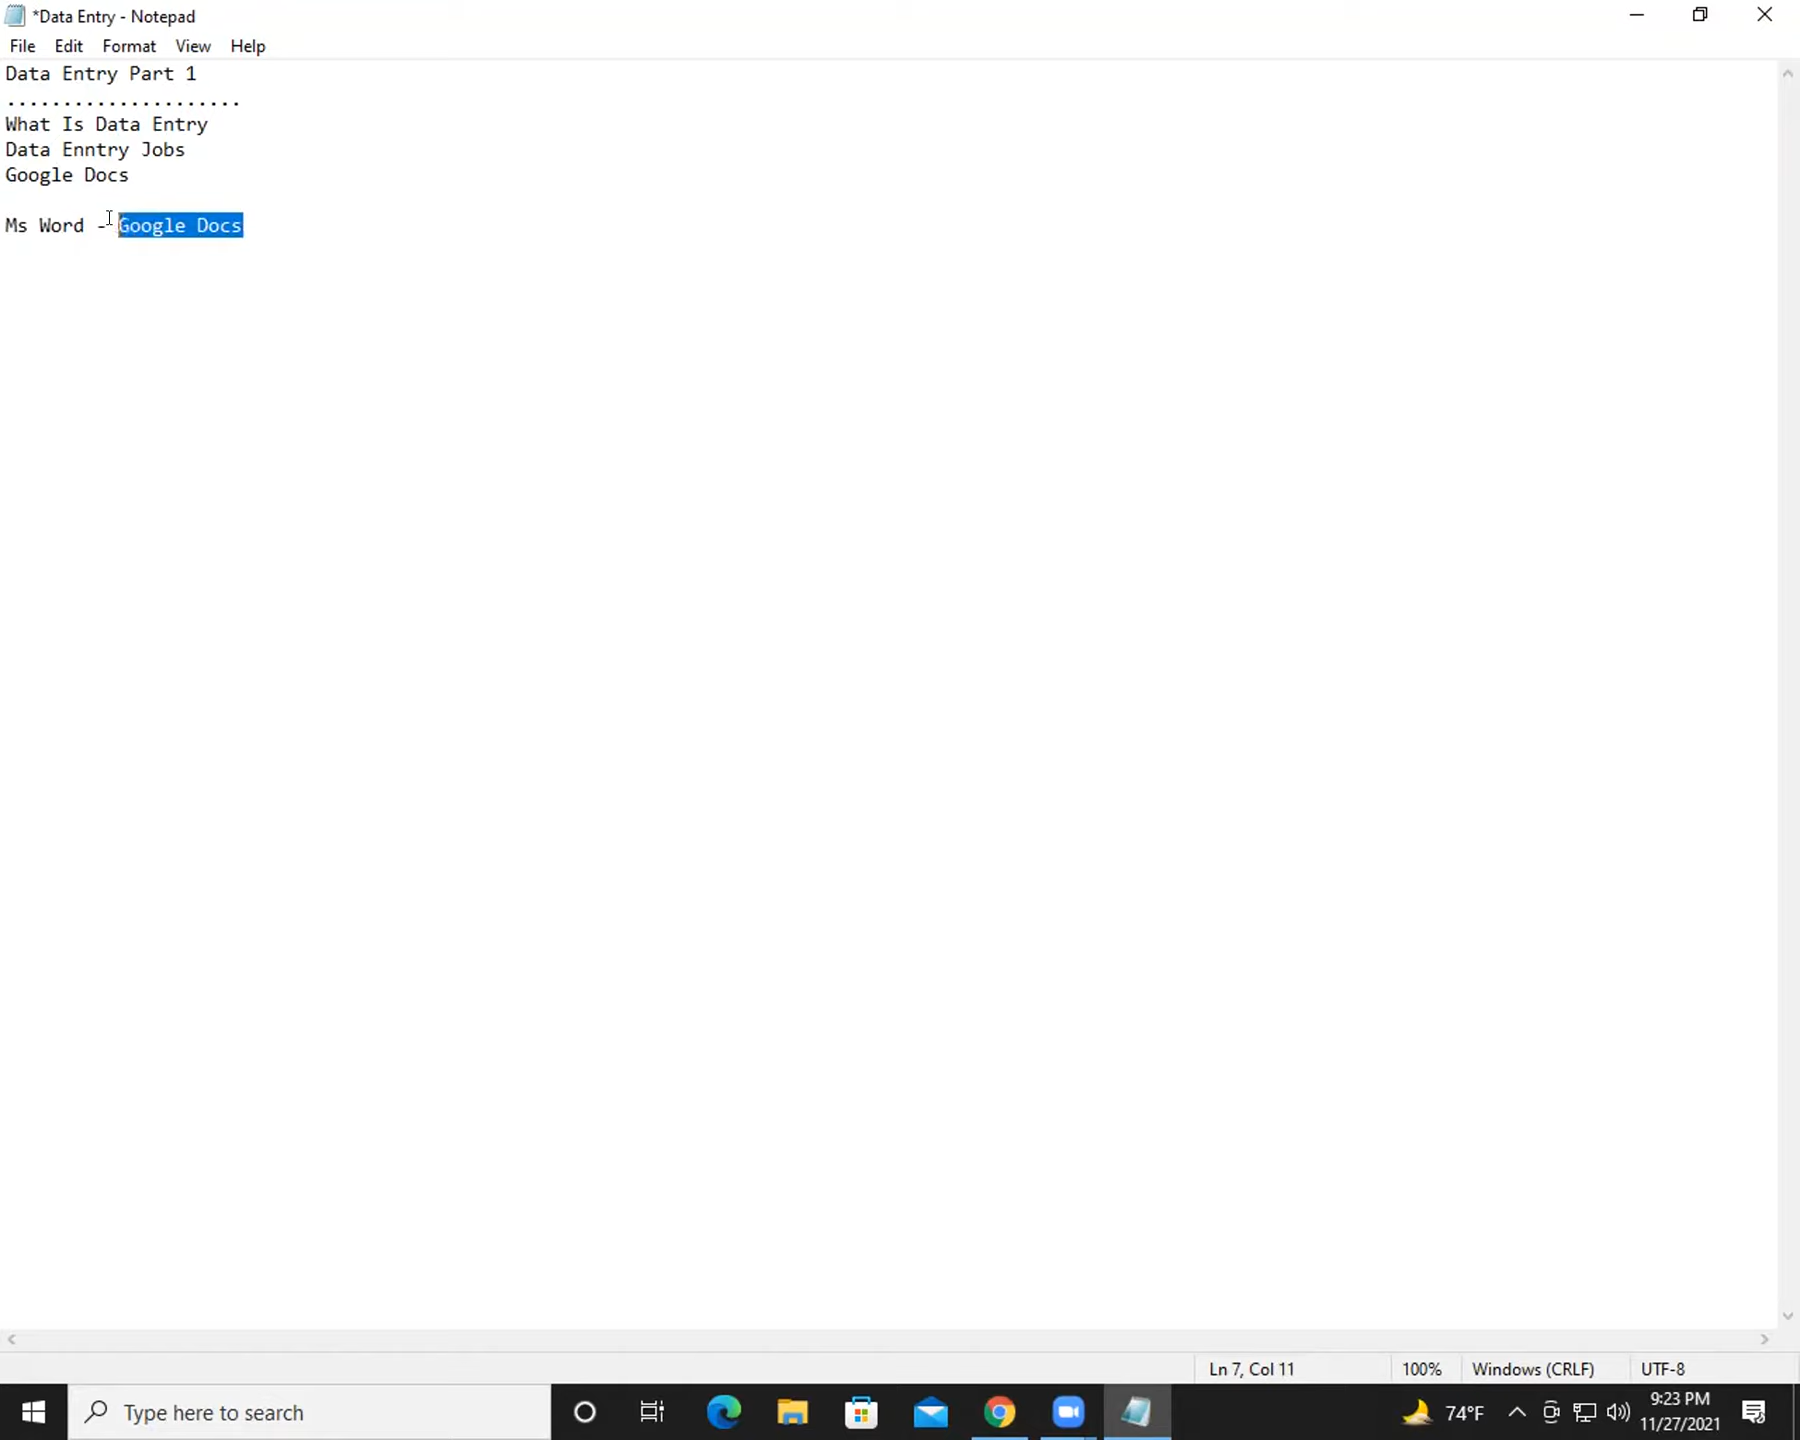 *Data Entry - Notepad
File Edit Format View Help
Data Entry Part 1
.....................
What Is Data Entry
Data Enntry Jobs
Google Docs
Ms Word - Google Docs
Ln 7, Col 11 100% Windows (CRLF) UTF-8
Type here to search
74°F
9:23 PM
11/27/2021